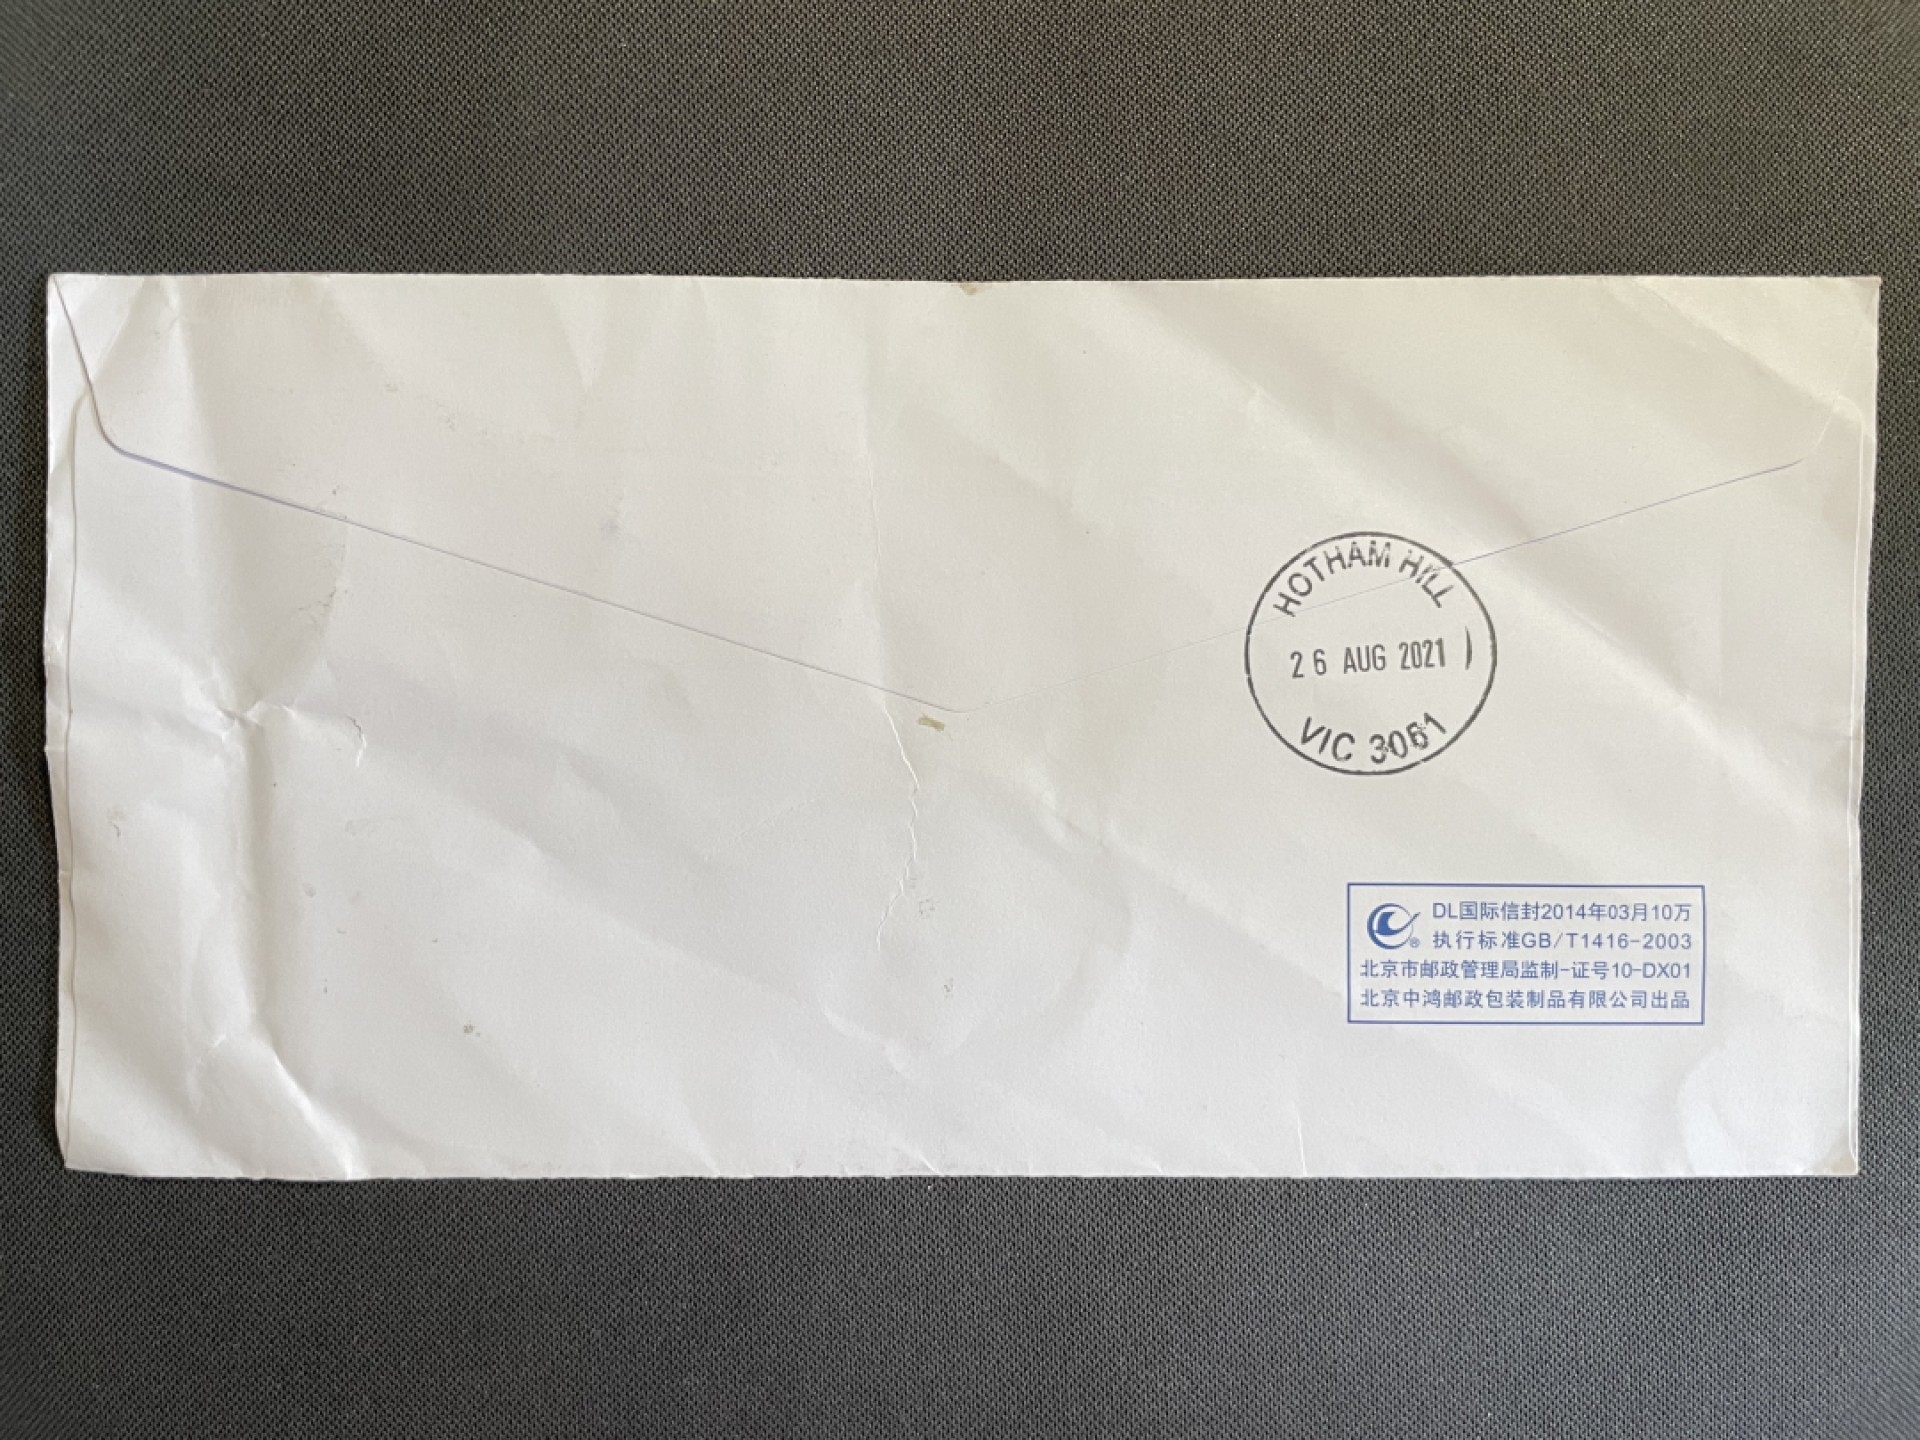 HOTHAM HILL
26 AUG 2021
VIC 3051
DL国际信封2014年03月10万
执行标准GB/T1416-2003
北京市邮政管理局监制-证号10-DX01
北京中鸿邮政包装制品有限公司出品